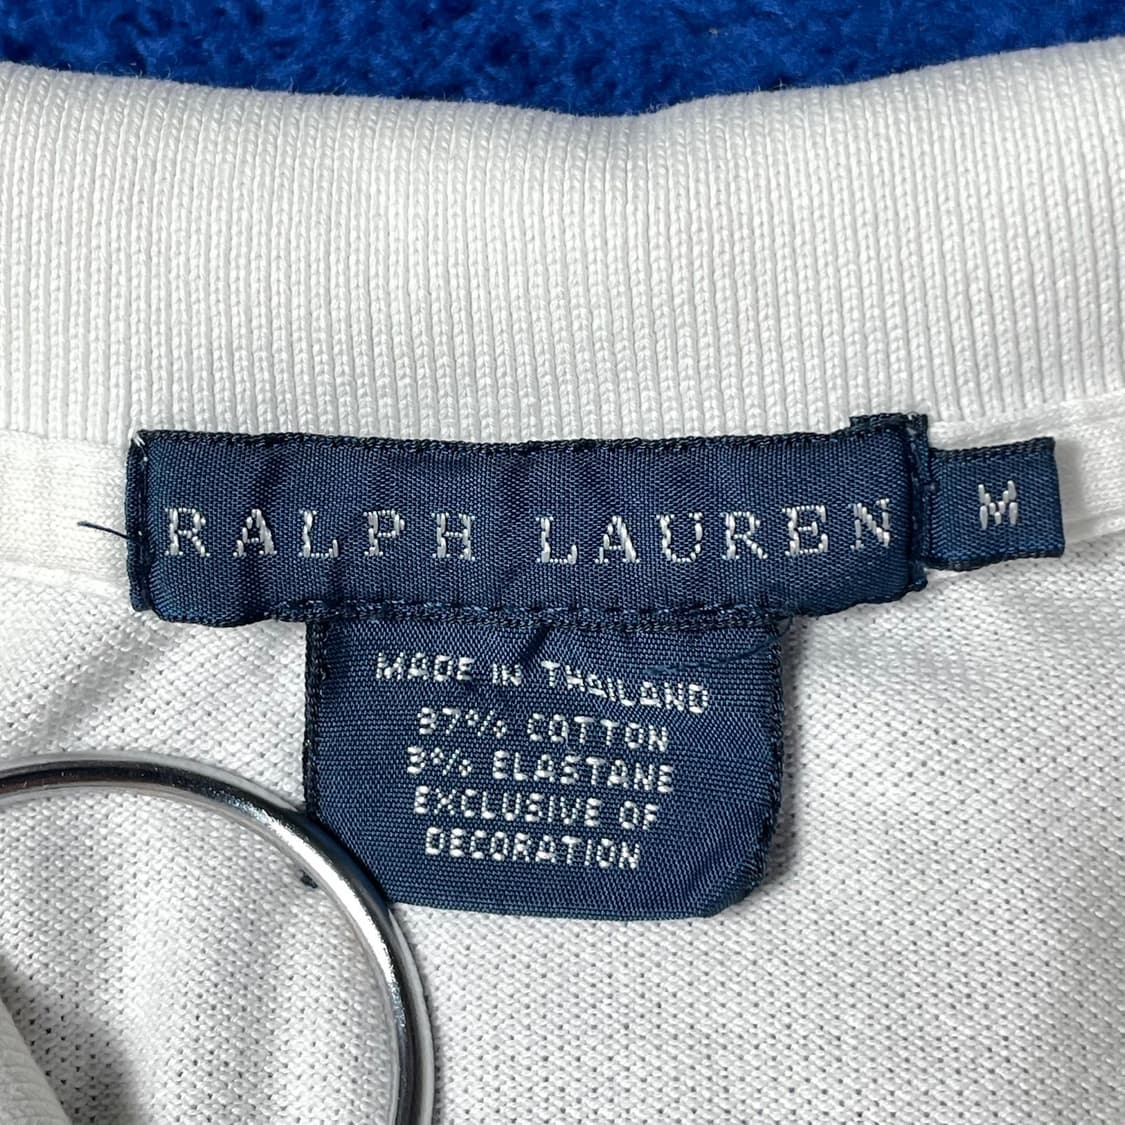 RALPH LAUREN
M
MADE IN THAILAND
97% COTTON
3% ELASTANE
EXCLUSIVE OF
DECORATION